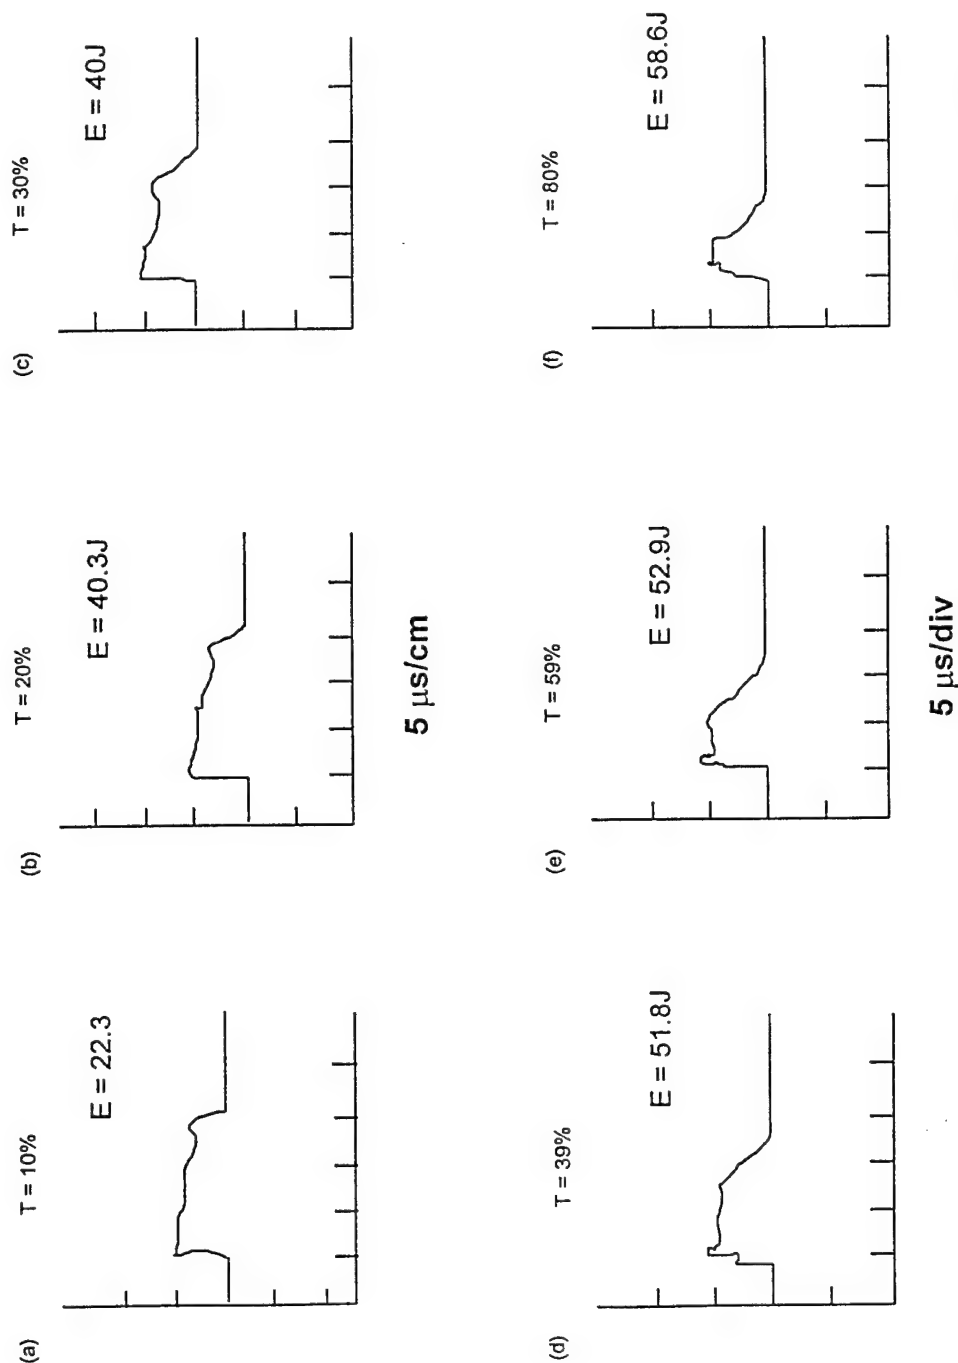 (a)
T = 10%
E = 22.3
(b)
T = 20%
E = 40.3J
(c)
T = 30%
E = 40J
5 μs/cm
(d)
T = 39%
E = 51.8J
(e)
T = 59%
E = 52.9J
(f)
T = 80%
E = 58.6J
5 μs/div